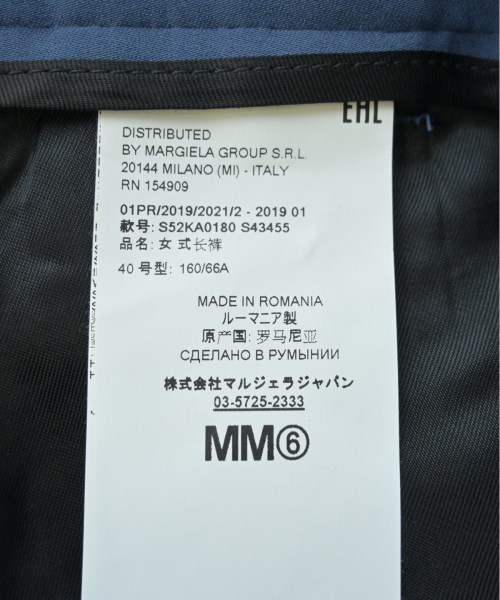 EAC
DISTRIBUTED
BY MARGIELA GROUP S.R.L.
20144 MILANO (MI) - ITALY
RN 154909
01PR/2019/2021/2 - 2019 01
款号: S52KA0180 S43455
品名: 女 式 长裤
40 号型: 160/66A
MADE IN ROMANIA
ルーマニア製
原产国: 罗马尼亚
СДЕЛАНО В РУМЫНИИ
株式会社マルジェラジャパン
03-5725-2333
MM⑥